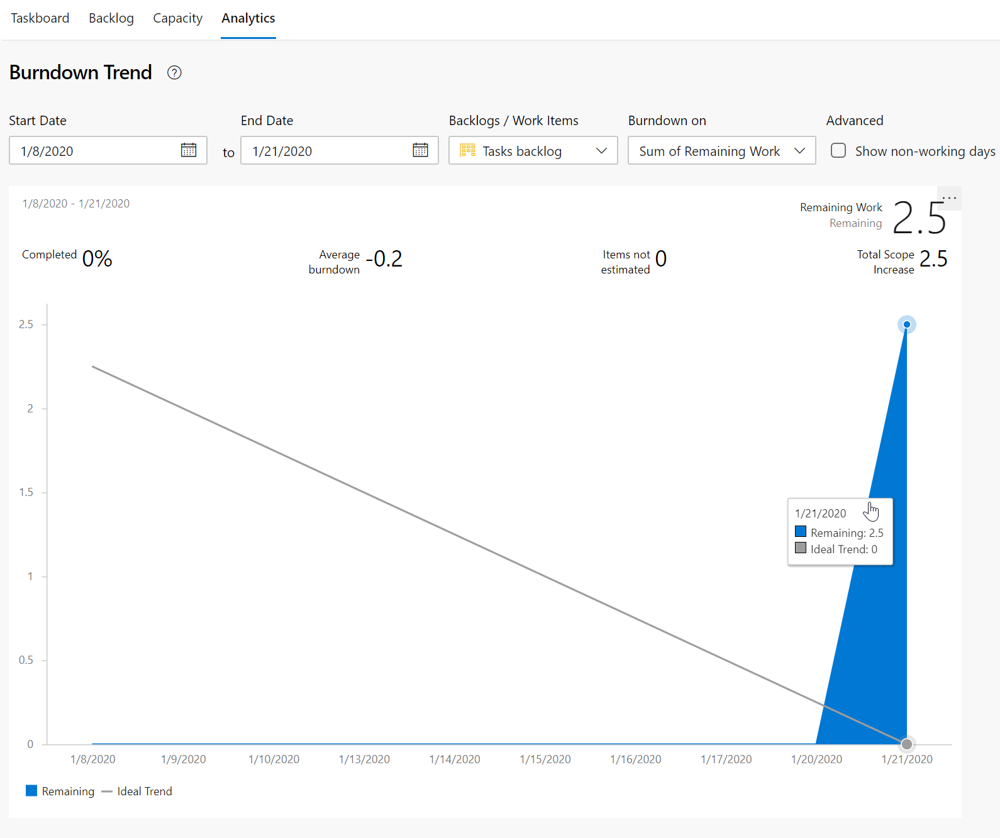 Taskboard Backlog Capacity Analytics
Burndown Trend ?
Start Date End Date Backlogs / Work Items Burndown on Advanced
1/8/2020 to 1/21/2020 Tasks backlog Sum of Remaining Work Show non-working days
1/8/2020 - 1/21/2020
...
Remaining Work 2.5
Remaining
Completed 0% Average -0.2 Items not 0 Total Scope 2.5
burndown estimated Increase
2.5
2
1.5
1/21/2020
Remaining: 2.5
Ideal Trend: 0
1
0.5
0
1/8/2020 1/9/2020 1/10/2020 1/13/2020 1/14/2020 1/15/2020 1/16/2020 1/17/2020 1/20/2020 1/21/2020
Remaining Ideal Trend